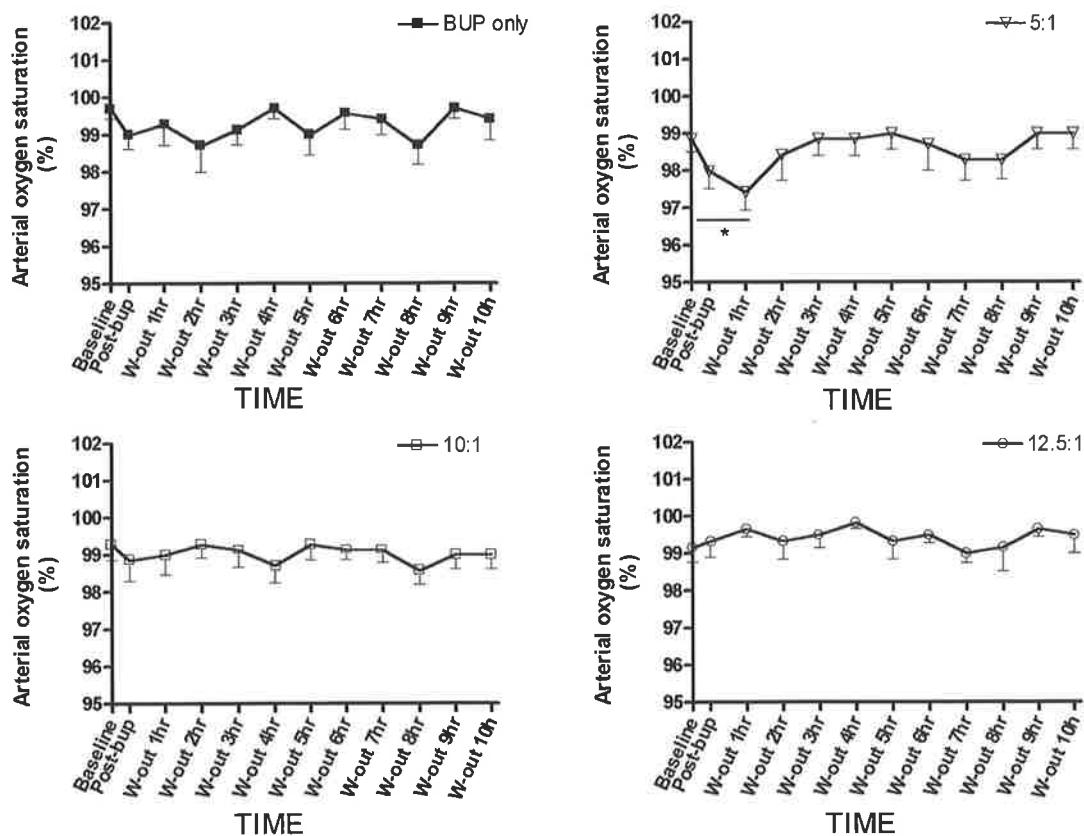 BUP only
Arterial oxygen saturation
(%)
102
101
100
99
98
97
96
95
Baseline
Post-bup
W-out 1hr
W-out 2hr
W-out 3hr
W-out 4hr
W-out 5hr
W-out 6hr
W-out 7hr
W-out 8hr
W-out 9hr
W-out 10h
TIME
5:1
Arterial oxygen saturation
(%)
102
101
100
99
98
97
96
95
*
Baseline
Post-bup
W-out 1hr
W-out 2hr
W-out 3hr
W-out 4hr
W-out 5hr
W-out 6hr
W-out 7hr
W-out 8hr
W-out 9hr
W-out 10h
TIME
10:1
Arterial oxygen saturation
(%)
102
101
100
99
98
97
96
95
Baseline
Post-bup
W-out 1hr
W-out 2hr
W-out 3hr
W-out 4hr
W-out 5hr
W-out 6hr
W-out 7hr
W-out 8hr
W-out 9hr
W-out 10h
TIME
12.5:1
Arterial oxygen saturation
(%)
102
101
100
99
98
97
96
95
Baseline
Post-bup
W-out 1hr
W-out 2hr
W-out 3hr
W-out 4hr
W-out 5hr
W-out 6hr
W-out 7hr
W-out 8hr
W-out 9hr
W-out 10h
TIME